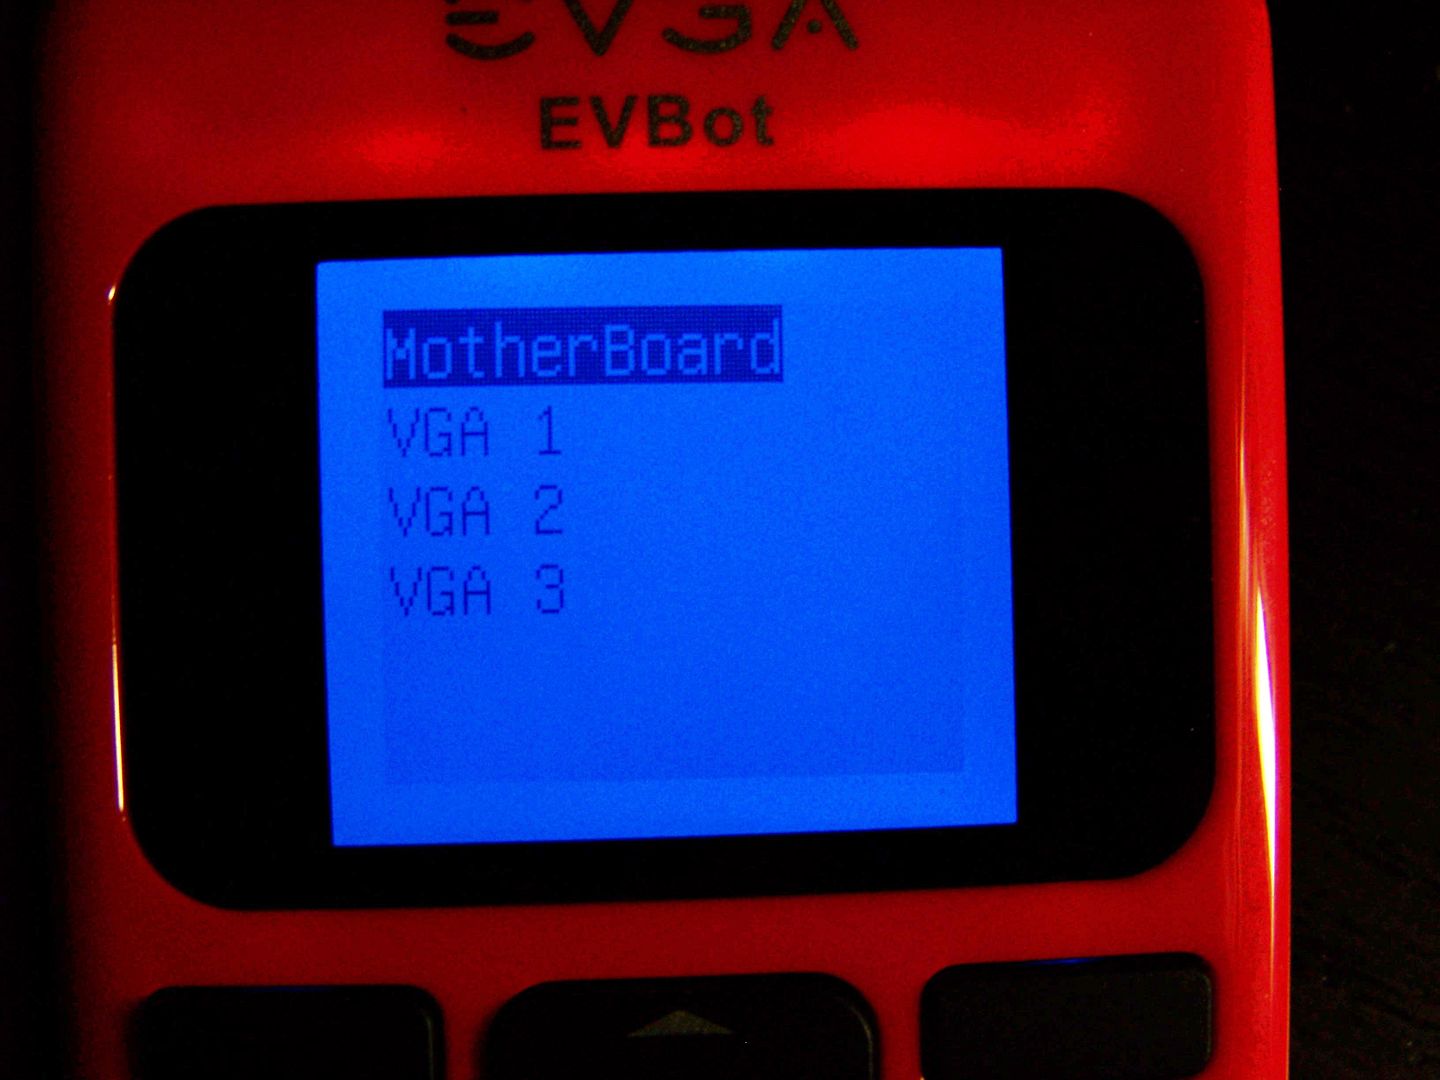 EVGA
EVBot
MotherBoard
VGA 1
VGA 2
VGA 3